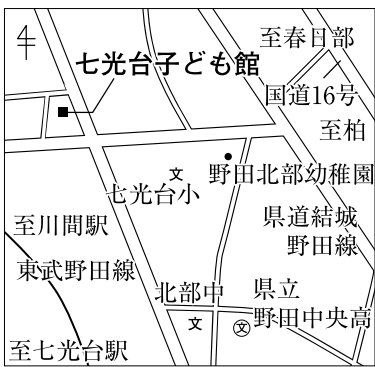 至春日部
七光台子ども館
国道16号
至柏
文
野田北部幼稚園
七光台小
県道結城
野田線
至川間駅
東武野田線
北部中
県立
野田中央高
文
文
至七光台駅